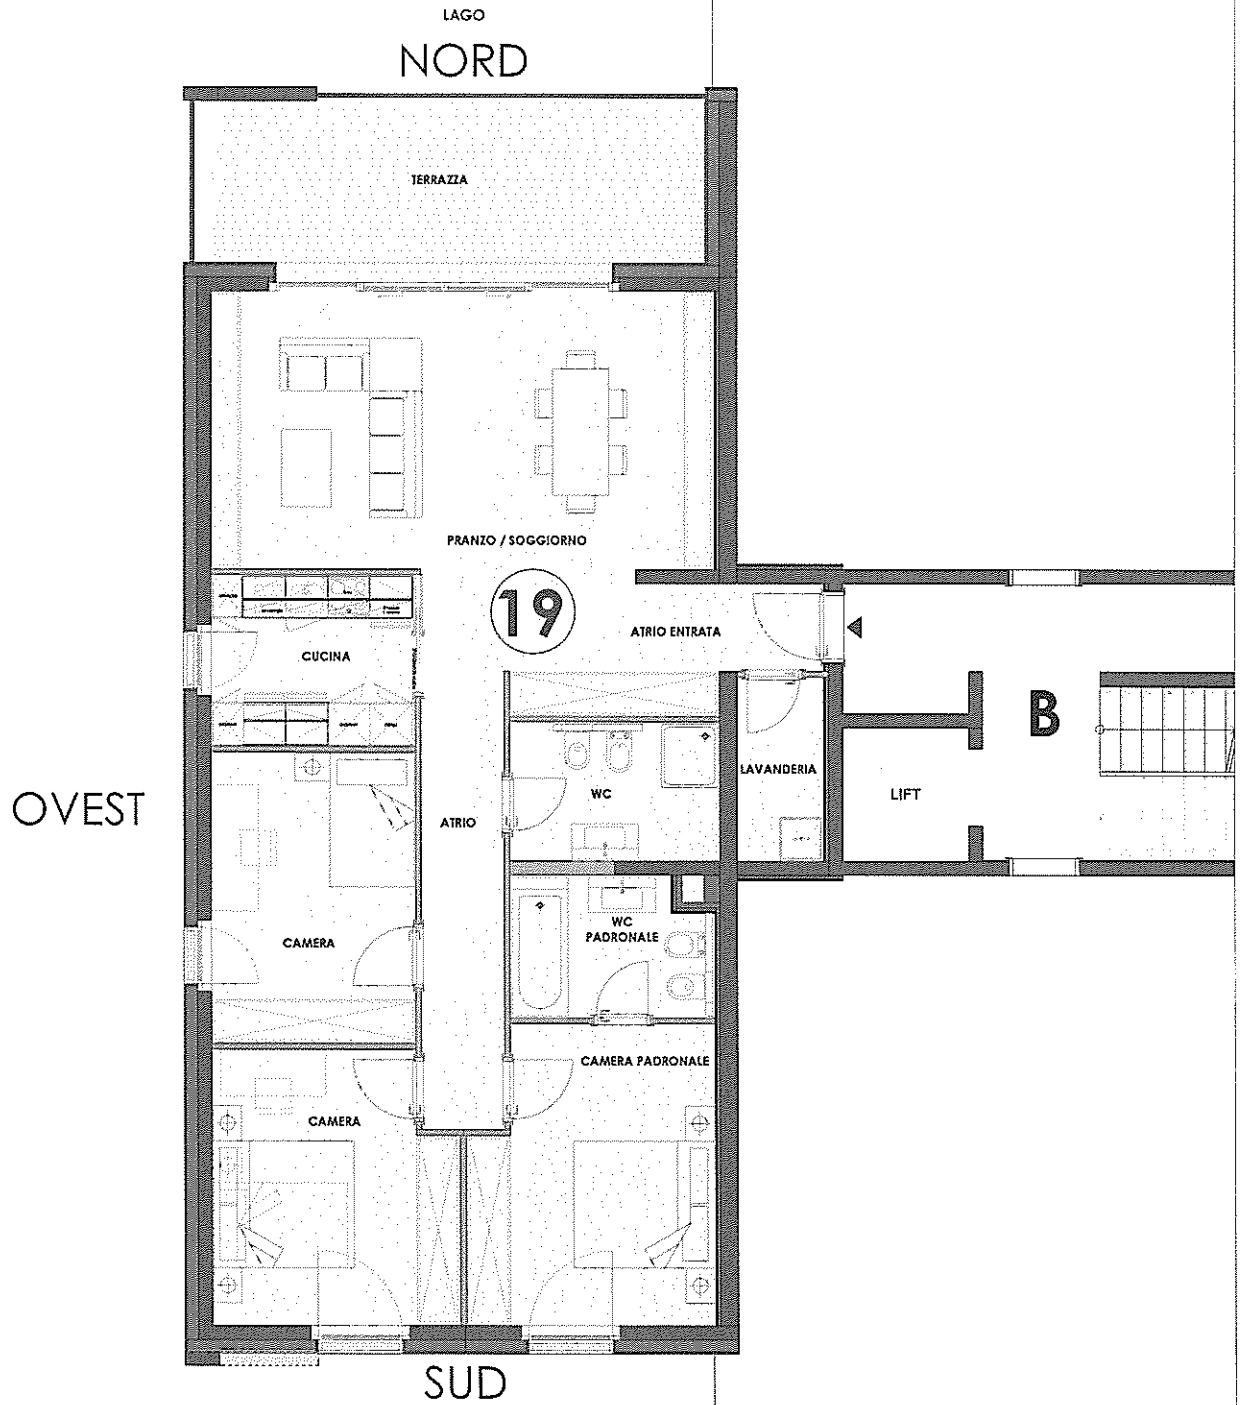 LAGO
NORD
TERRAZZA
PRANZO / SOGGIORNO
19
ATRIO ENTRATA
CUCINA
B
LAVANDERIA
WC
LIFT
OVEST
ATRIO
WC
PADRONALE
CAMERA
CAMERA PADRONALE
CAMERA
SUD